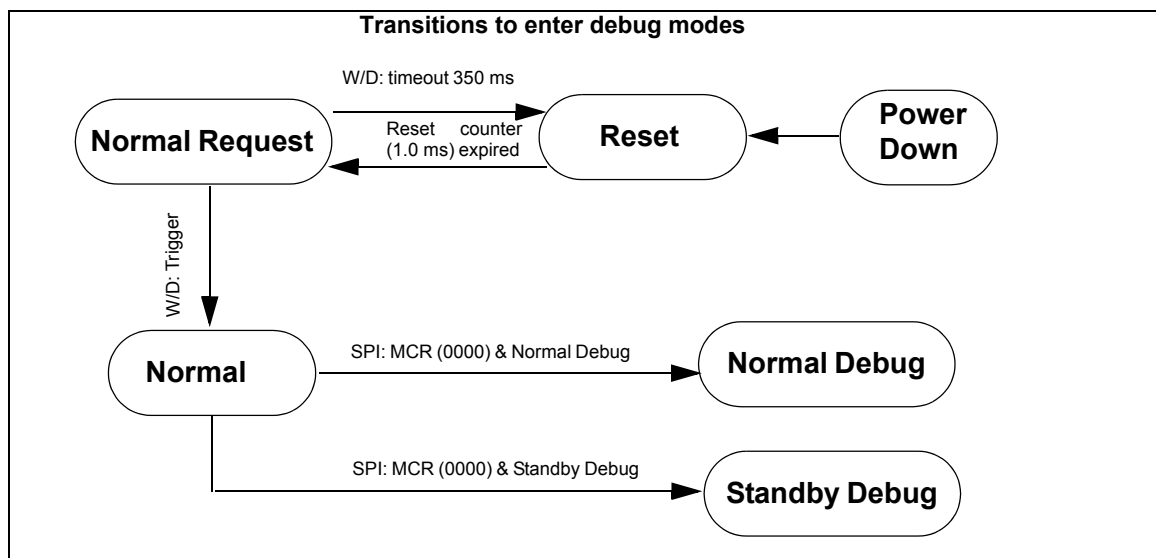 Transitions to enter debug modes
W/D: timeout 350 ms
Normal Request
Reset counter
(1.0 ms) expired
Reset
Power
Down
W/D: Trigger
Normal
SPI: MCR (0000) & Normal Debug
Normal Debug
SPI: MCR (0000) & Standby Debug
Standby Debug